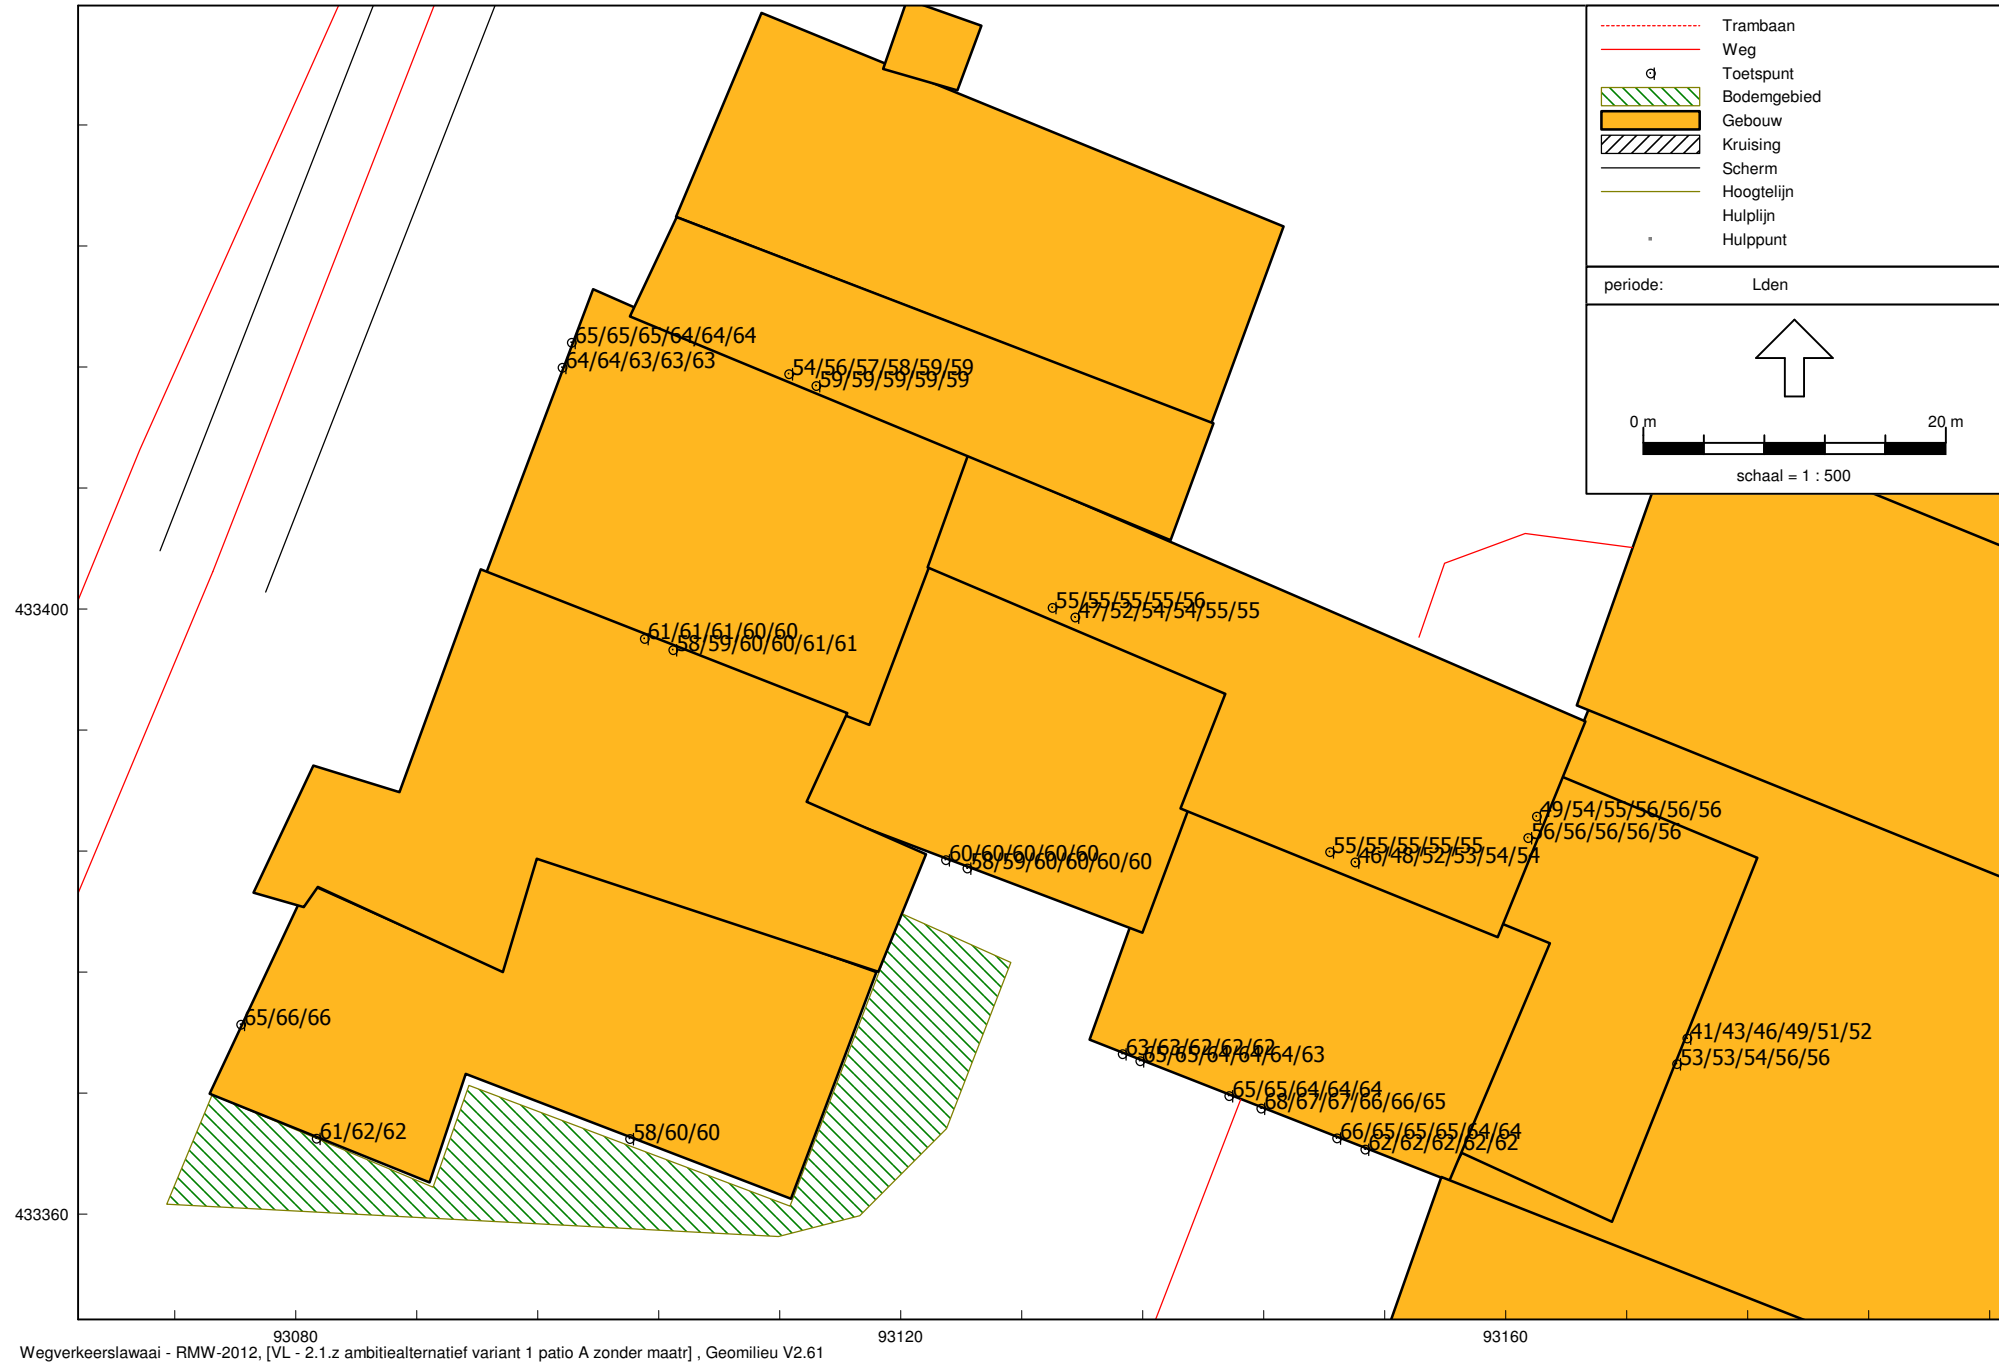 Trambaan
Weg
Toetspunt
Bodemgebied
Gebouw
Kruising
Scherm
Hoogtelijn
Hulplijn
Hulppunt
periode: Lden
0 m 20 m
schaal = 1 : 500
65/65/65/64/64/64
64/64/63/63/63
54/56/57/58/59/59
59/59/59/59/59
433400
55/55/55/55/56
47/52/54/54/55/55
61/61/61/60/60
58/59/60/60/61/61
49/54/55/56/56/56
56/56/56/56/56
60/60/60/60/60
58/59/60/60/60/60
55/55/55/55/55
46/48/52/53/54/54
65/66/66
41/43/46/49/51/52
53/53/54/56/56
63/63/62/62/62
65/65/64/64/64/63
65/65/64/64/64
68/67/67/66/66/65
61/62/62
58/60/60
66/65/65/65/64/64
62/62/62/62/62
433360
93080 93120 93160
Wegverkeerslawaai - RMW-2012, [VL - 2.1.z ambitiealternatief variant 1 patio A zonder maatr] , Geomilieu V2.61